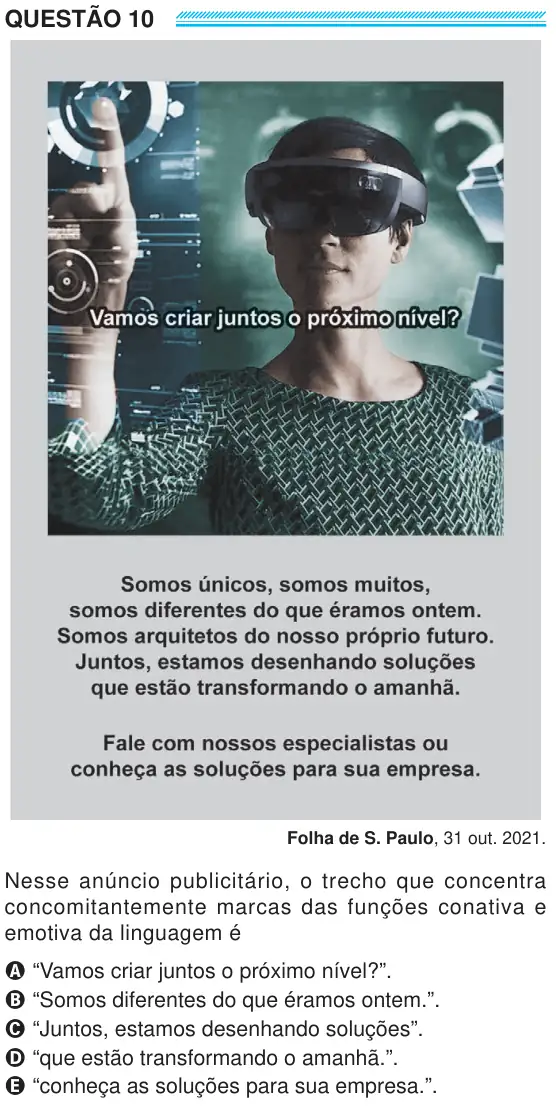 QUESTÃO 10
Vamos criar juntos o próximo nível?
Somos únicos, somos muitos,
somos diferentes do que éramos ontem.
Somos arquitetos do nosso próprio futuro.
Juntos, estamos desenhando soluções
que estão transformando o amanhã.
Fale com nossos especialistas ou
conheça as soluções para sua empresa.
Folha de S. Paulo, 31 out. 2021.
Nesse anúncio publicitário, o trecho que concentra
concomitantemente marcas das funções conativa e
emotiva da linguagem é
A “Vamos criar juntos o próximo nível?”.
B “Somos diferentes do que éramos ontem.”.
C “Juntos, estamos desenhando soluções”.
D “que estão transformando o amanhã.”.
E “conheça as soluções para sua empresa.”.